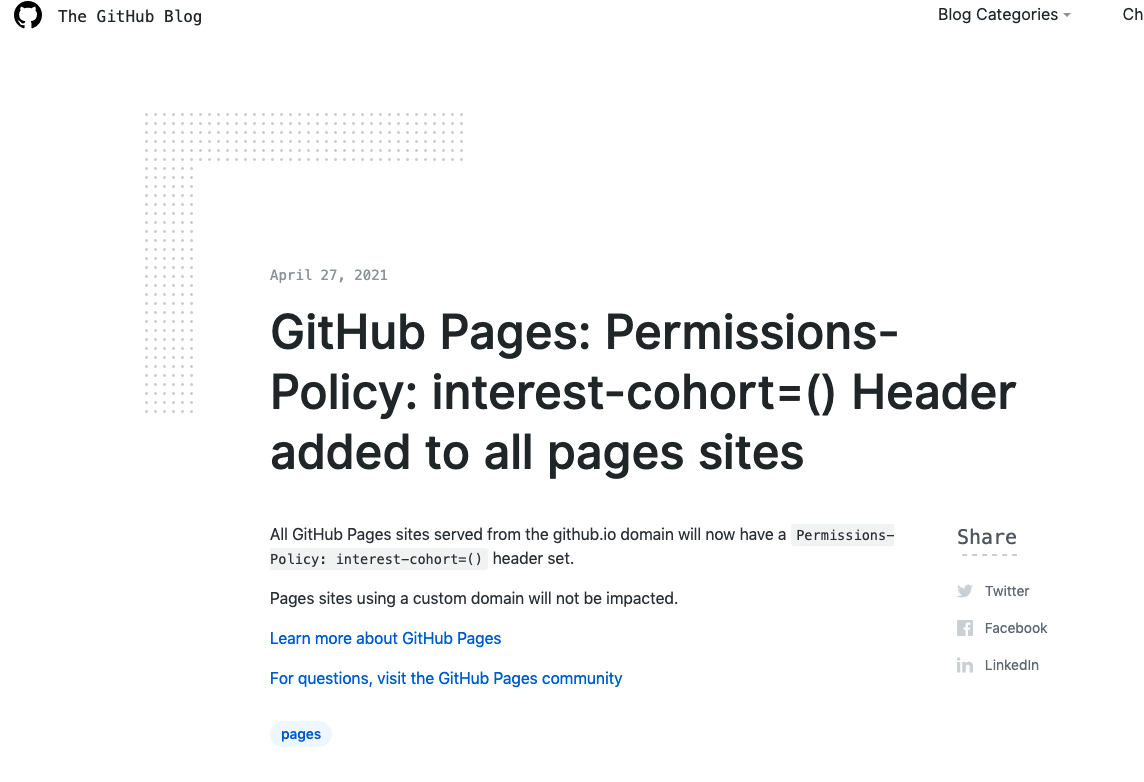 The GitHub Blog
Blog Categories
Ch
April 27, 2021
GitHub Pages: Permissions-
Policy: interest-cohort=() Header
added to all pages sites
All GitHub Pages sites served from the github.io domain will now have a Permissions-
Policy: interest-cohort=() header set.
Pages sites using a custom domain will not be impacted.
Learn more about GitHub Pages
For questions, visit the GitHub Pages community
pages
Share
Twitter
Facebook
LinkedIn